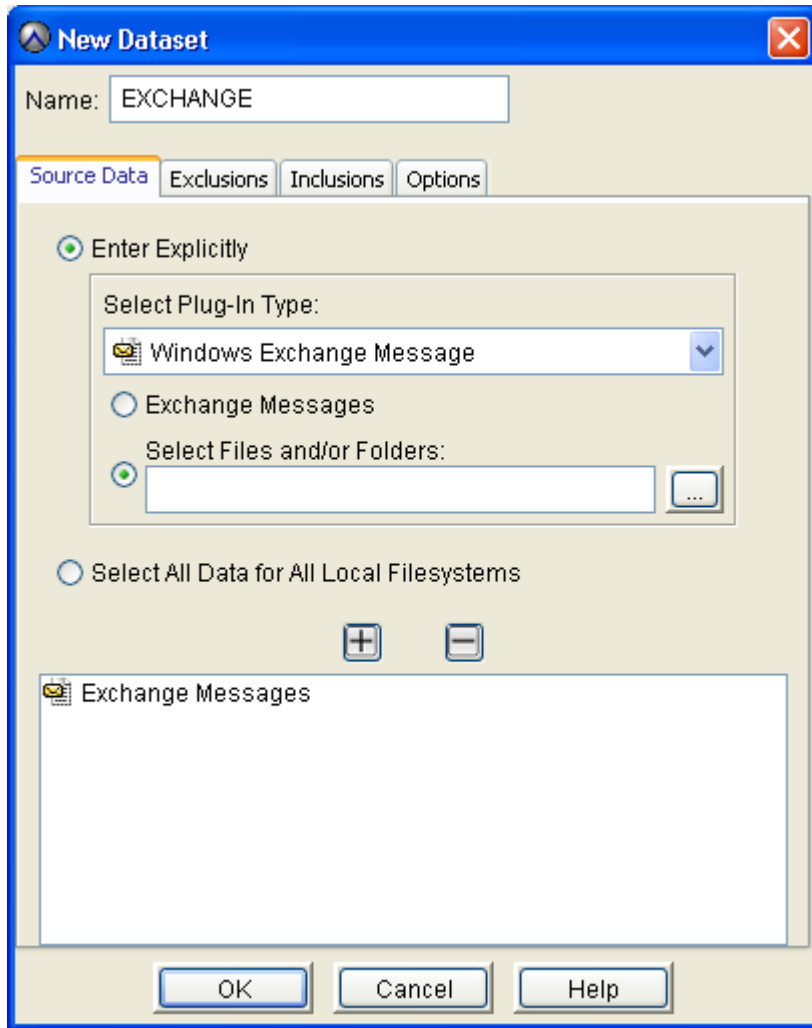 New Dataset
Name: EXCHANGE
Source Data Exclusions Inclusions Options
Enter Explicitly
Select Plug-In Type:
Windows Exchange Message
Exchange Messages
Select Files and/or Folders:
...
Select All Data for All Local Filesystems
+ −
Exchange Messages
OK Cancel Help